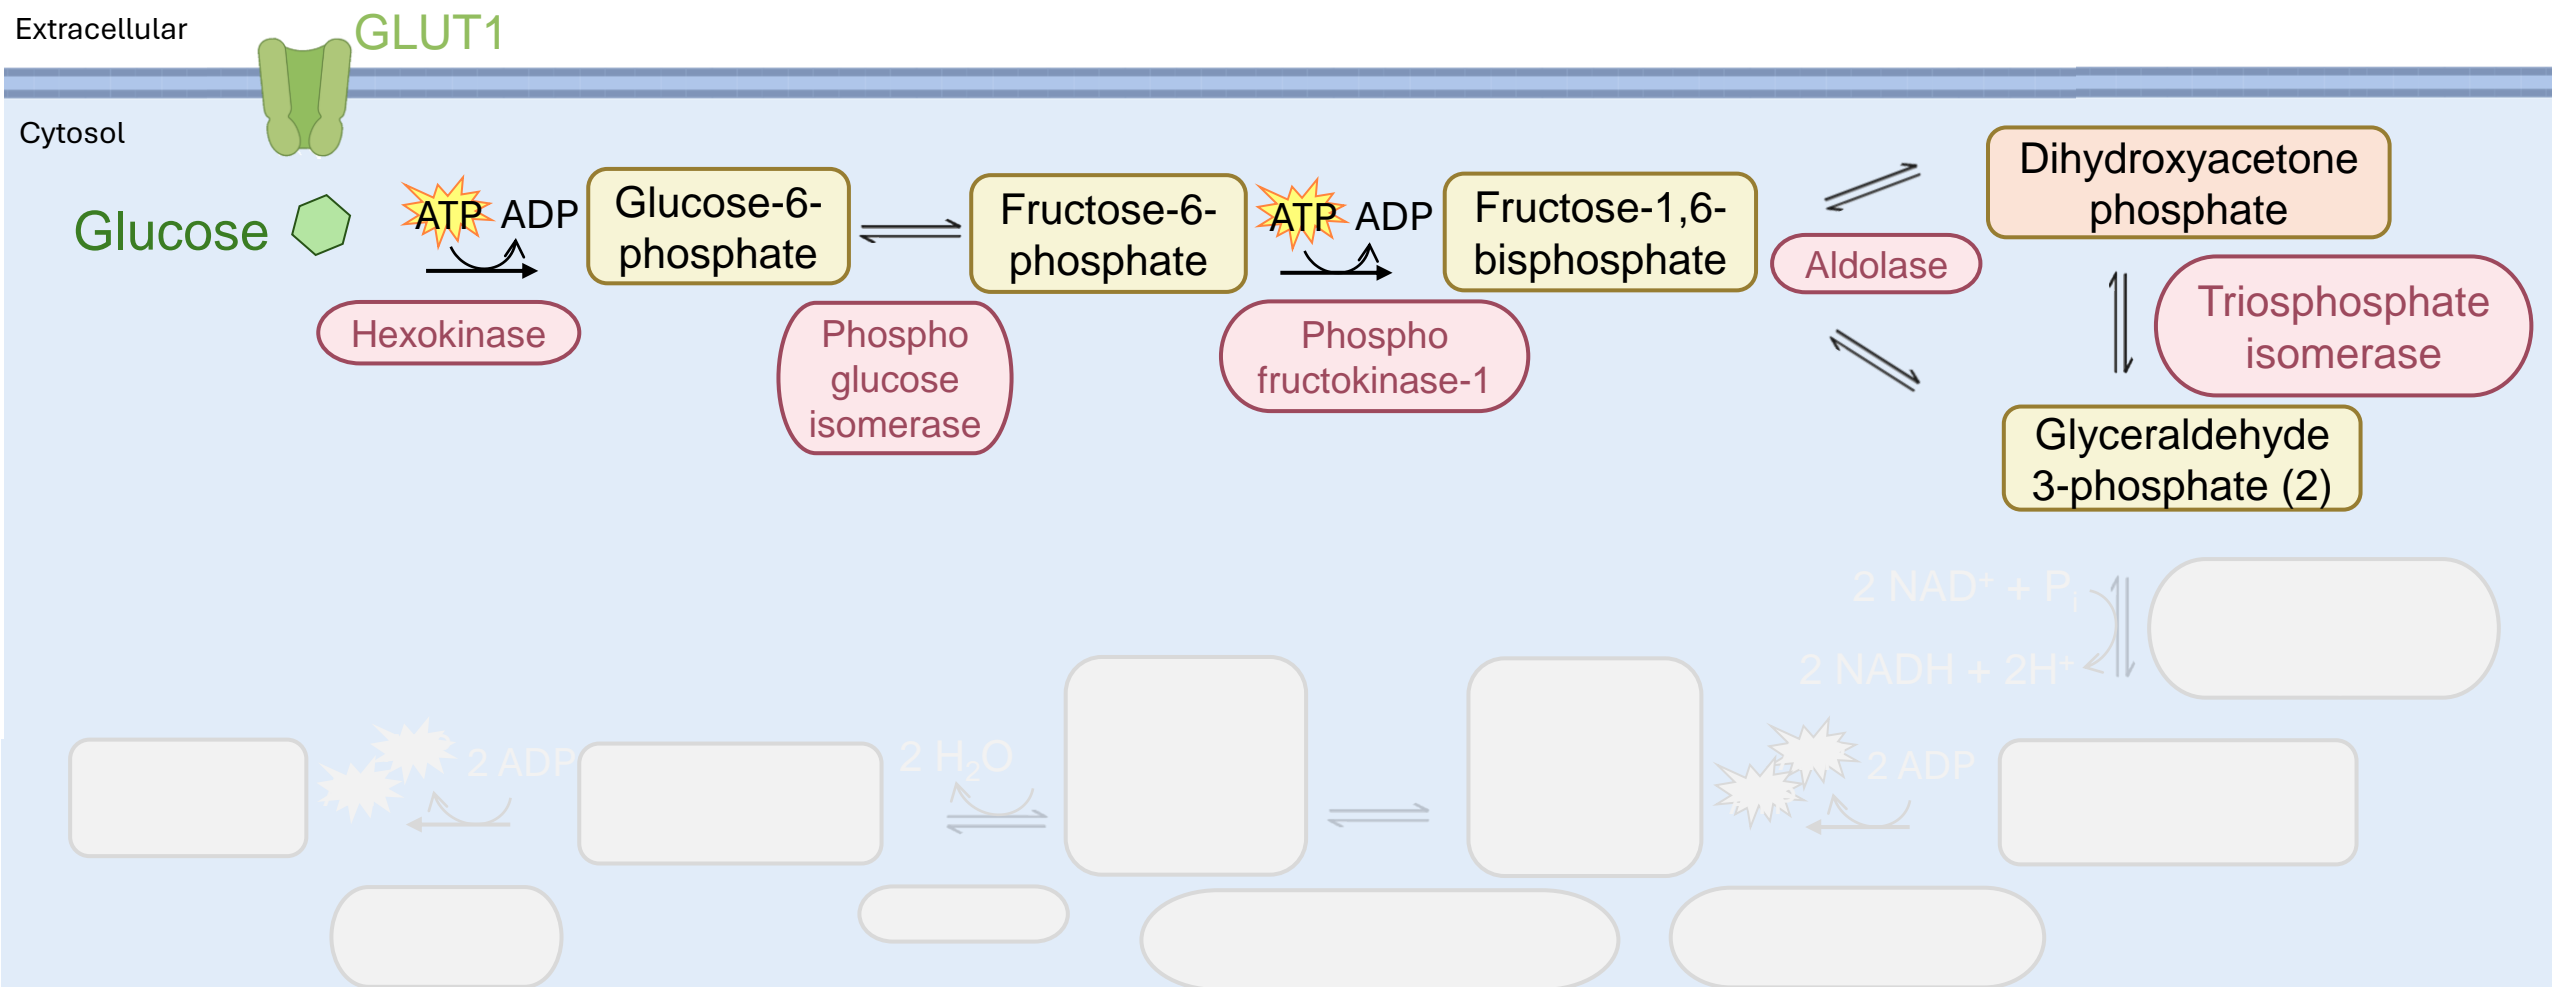 Extracellular
GLUT1
Cytosol
Glucose
ATP ADP
Hexokinase
Glucose-6-
phosphate
Phospho
glucose
isomerase
Fructose-6-
phosphate
ATP ADP
Phospho
fructokinase-1
Fructose-1,6-
bisphosphate
Aldolase
Dihydroxyacetone
phosphate
Triosphosphate
isomerase
Glyceraldehyde
3-phosphate (2)
2 NAD⁺ + Pᵢ
2 NADH + 2H⁺
2 ADP
2 H₂O
2 ADP